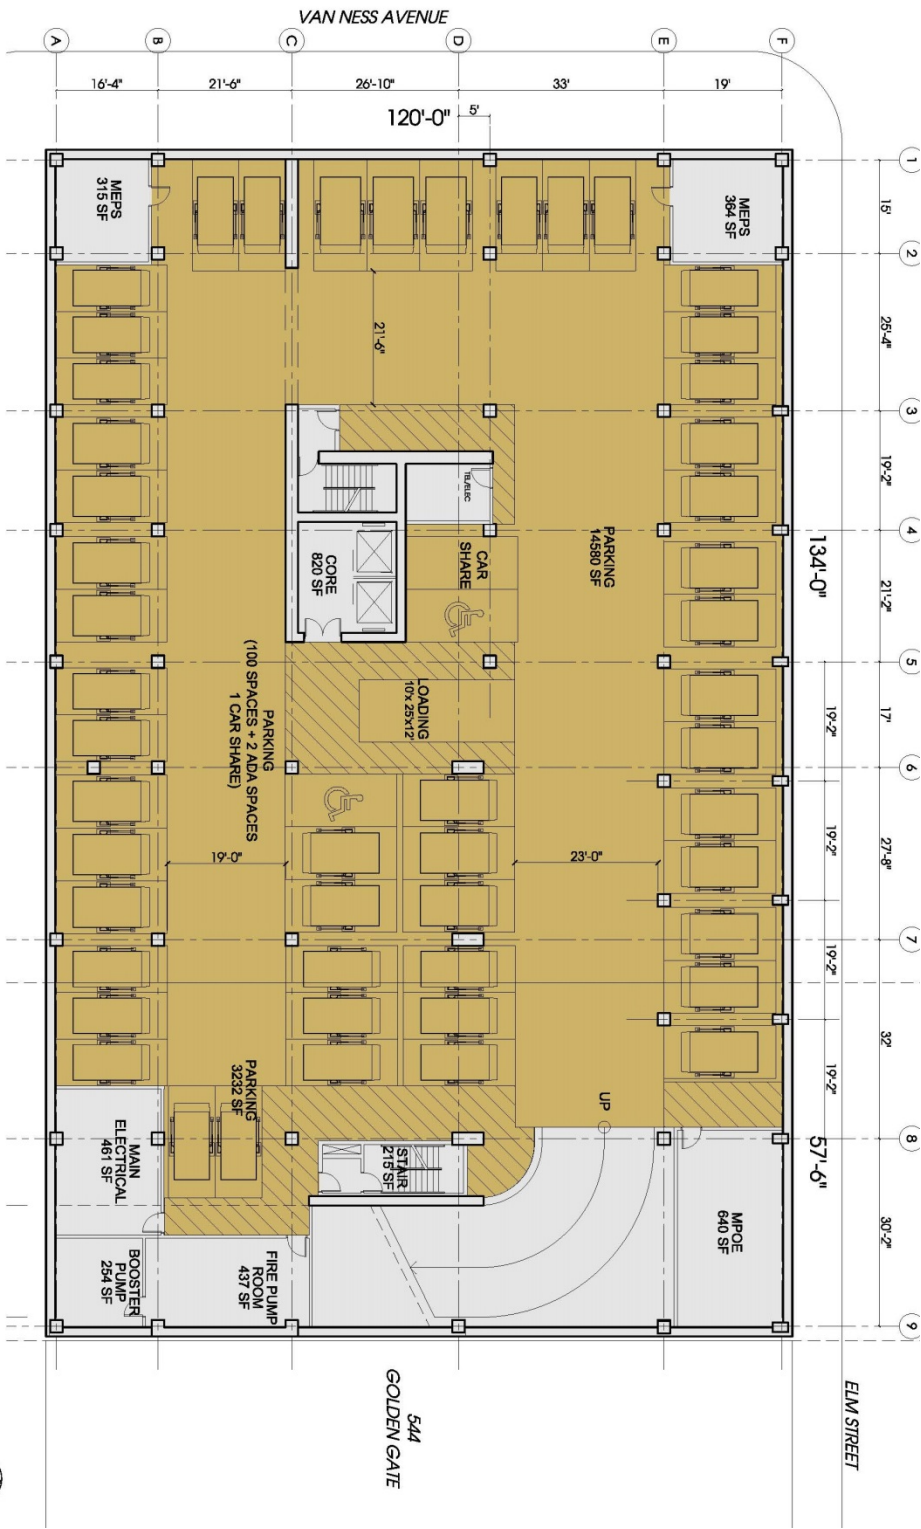 VAN NESS AVENUE
A
B
C
D
E
F
16'-4"
21'-6"
26'-10"
33'
19'
120'-0"
5'
1
2
3
4
5
6
7
8
9
15'
25'-4"
19'-2"
21'-2"
17'
27'-8"
32'
30'-2"
134'-0"
57'-6"
19'-2"
19'-2"
19'-2"
19'-2"
MEPS
315 SF
MEPS
364 SF
21'-6"
TEL/ELEC
CORE
820 SF
CAR
SHARE
PARKING
14580 SF
LOADING
10'x 25'x12'
PARKING
(100 SPACES + 2 ADA SPACES
1 CAR SHARE)
19'-0"
23'-0"
PARKING
3232 SF
UP
MAIN
ELECTRICAL
461 SF
STAIR
215 SF
MPOE
640 SF
BOOSTER
PUMP
254 SF
FIRE PUMP
ROOM
437 SF
544
GOLDEN GATE
ELM STREET